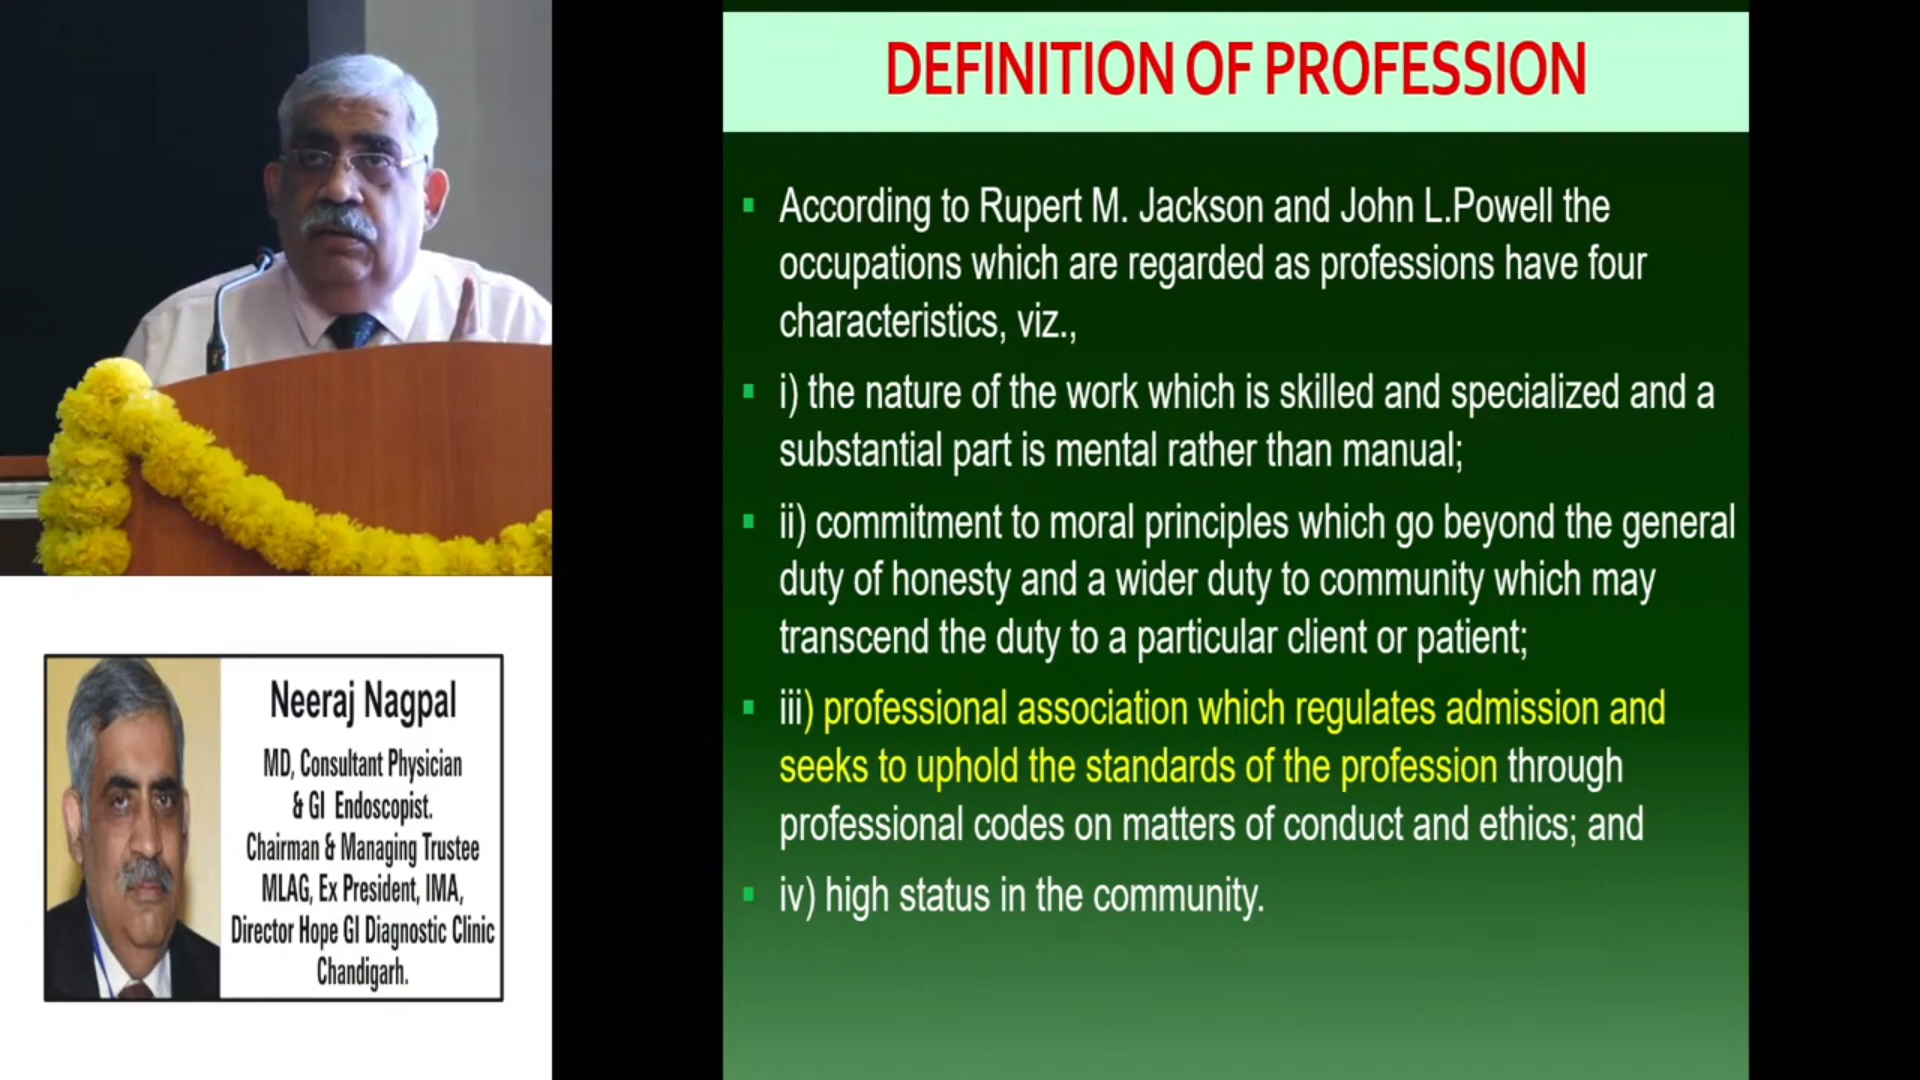 DEFINITION OF PROFESSION
▪ According to Rupert M. Jackson and John L.Powell the
occupations which are regarded as professions have four
characteristics, viz.,
▪ i) the nature of the work which is skilled and specialized and a
substantial part is mental rather than manual;
▪ ii) commitment to moral principles which go beyond the general
duty of honesty and a wider duty to community which may
transcend the duty to a particular client or patient;
▪ iii) professional association which regulates admission and
seeks to uphold the standards of the profession through
professional codes on matters of conduct and ethics; and
▪ iv) high status in the community.
Neeraj Nagpal
MD, Consultant Physician
& GI Endoscopist.
Chairman & Managing Trustee
MLAG, Ex President, IMA,
Director Hope GI Diagnostic Clinic
Chandigarh.